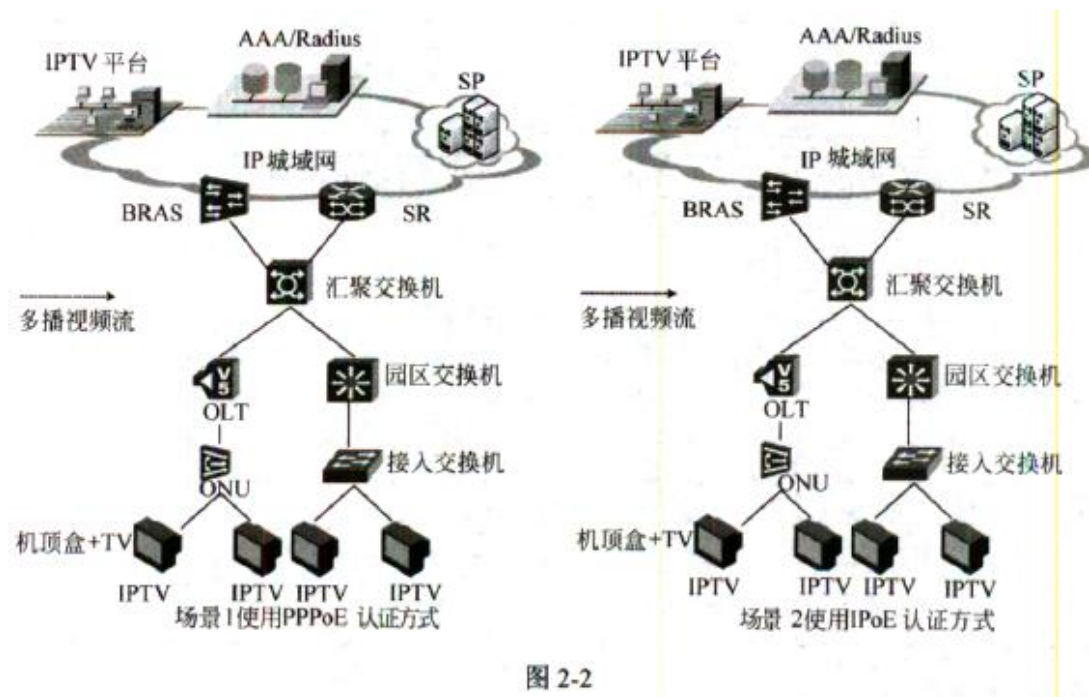 AAA/Radius
IPTV 平台
SP
IP 城域网
BRAS
SR
汇聚交换机
多播视频流
V5
园区交换机
OLT
接入交换机
ONU
机顶盒+TV
IPTV
IPTV
IPTV
IPTV
场景1使用PPPoE 认证方式
AAA/Radius
IPTV 平台
SP
IP 城域网
BRAS
SR
汇聚交换机
多播视频流
V5
园区交换机
OLT
接入交换机
ONU
机顶盒+TV
IPTV
IPTV
IPTV
IPTV
场景 2使用IPoE 认证方式
图 2-2